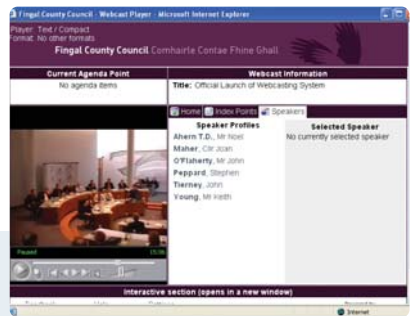 Fingal County Council - Webcast Player - Microsoft Internet Explorer
Player: Text / Compact
Format: No other formats
Fingal County Council Comhairle Contae Fhine Ghall
Current Agenda Point
No agenda items
Webcast Information
Title: Official Launch of Webcasting System
Home Index Points Speakers
Speaker Profiles
Ahern T.D., Mr Noel
Maher, Cllr Joan
O'Flaherty, Mr John
Peppard, Stephen
Tierney, John
Young, Mr Keith
Selected Speaker
No currently selected speaker
Paused
Interactive section (opens in a new window)
Internet